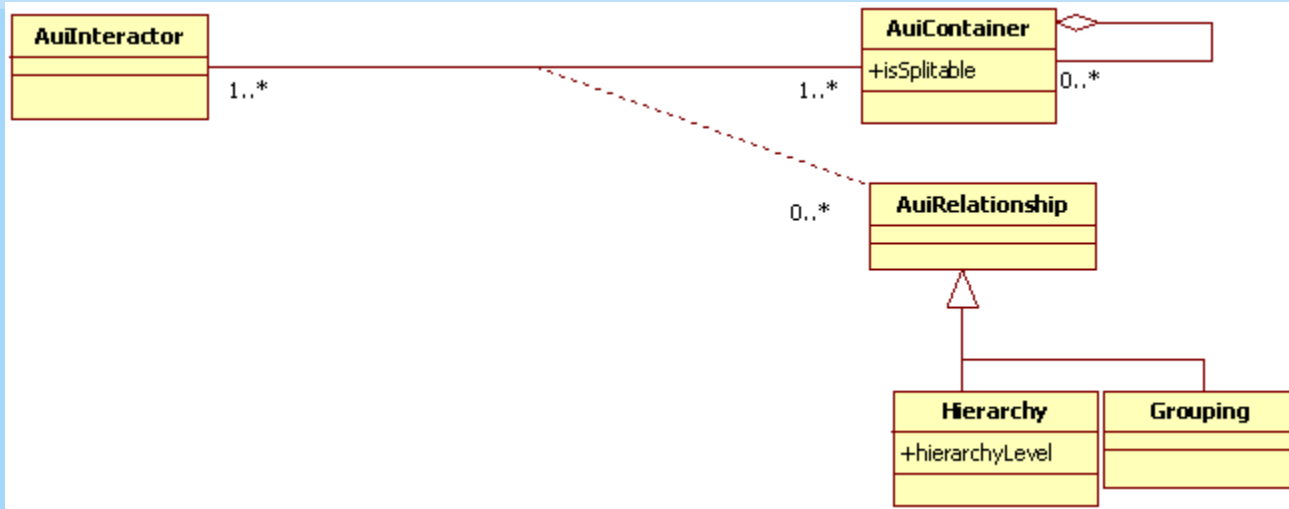 AuiInteractor
AuiContainer
+isSplitable
1..*
1..*
0..*
AuiRelationship
0..*
Hierarchy
+hierarchyLevel
Grouping